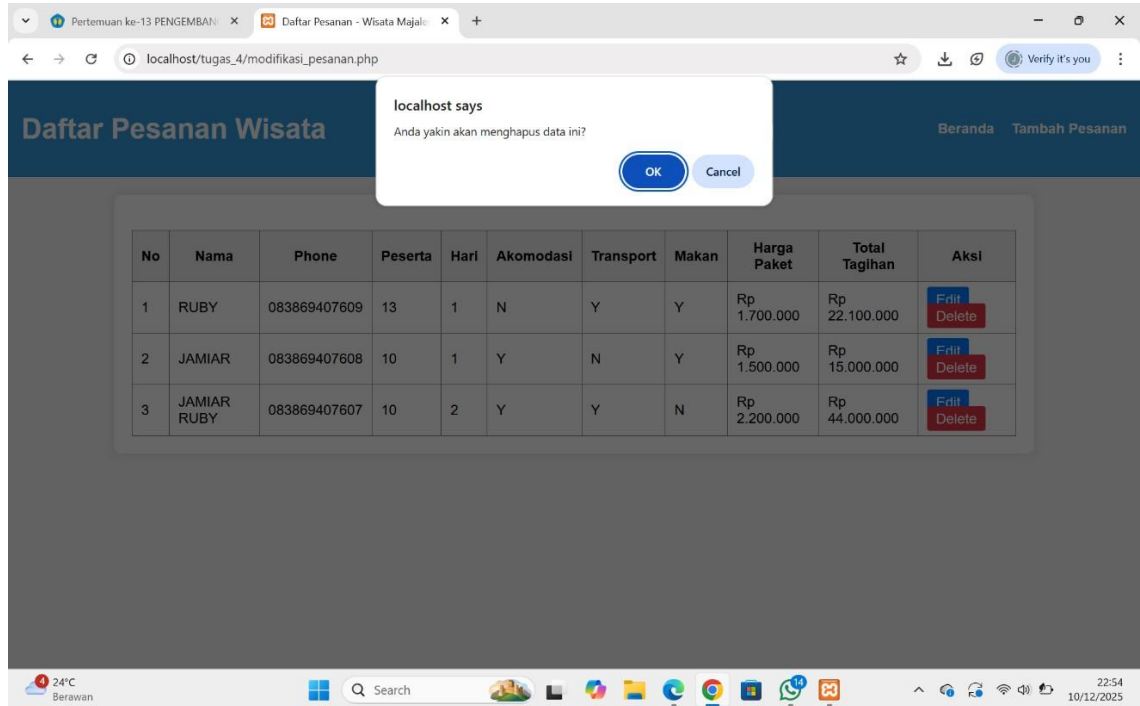 Pertemuan ke-13 PENGEMBAN
Daftar Pesanan - Wisata Majale
localhost/tugas_4/modifikasi_pesanan.php
Verify it's you
localhost says
Anda yakin akan menghapus data ini?
OK
Cancel
Daftar Pesanan Wisata
Beranda Tambah Pesanan
No Nama Phone Peserta Hari Akomodasi Transport Makan Harga Paket Total Tagihan Aksi
1 RUBY 083869407609 13 1 N Y Y Rp 1.700.000 Rp 22.100.000 Edit Delete
2 JAMIAR 083869407608 10 1 Y N Y Rp 1.500.000 Rp 15.000.000 Edit Delete
3 JAMIAR RUBY 083869407607 10 2 Y Y N Rp 2.200.000 Rp 44.000.000 Edit Delete
4
24°C
Berawan
Search
14
22:54
10/12/2025